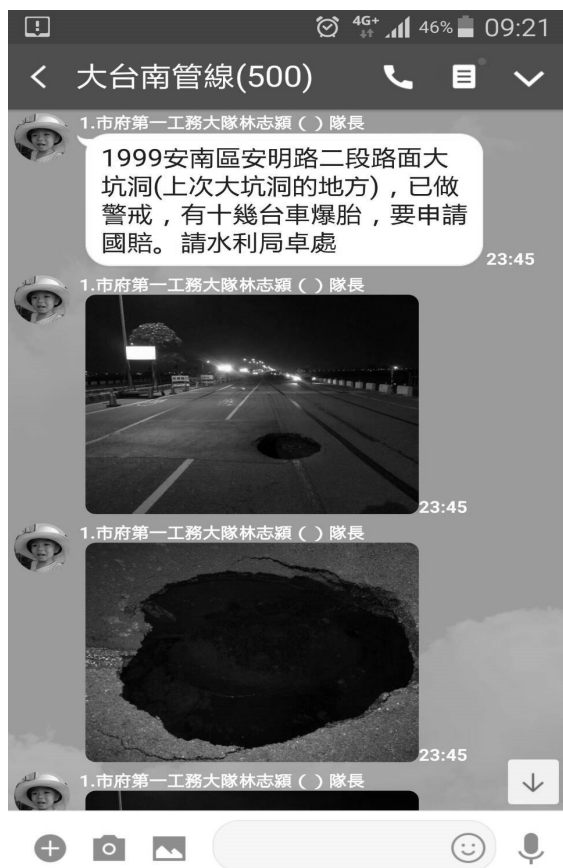 4G+ 46% 09:21
大台南管線(500)
1.市府第一工務大隊林志穎 ( ) 隊長
1999安南區安明路二段路面大
坑洞(上次大坑洞的地方)，已做
警戒，有十幾台車爆胎，要申請
國賠。請水利局卓處
23:45
1.市府第一工務大隊林志穎 ( ) 隊長
23:45
1.市府第一工務大隊林志穎 ( ) 隊長
23:45
1.市府第一工務大隊林志穎 ( ) 隊長